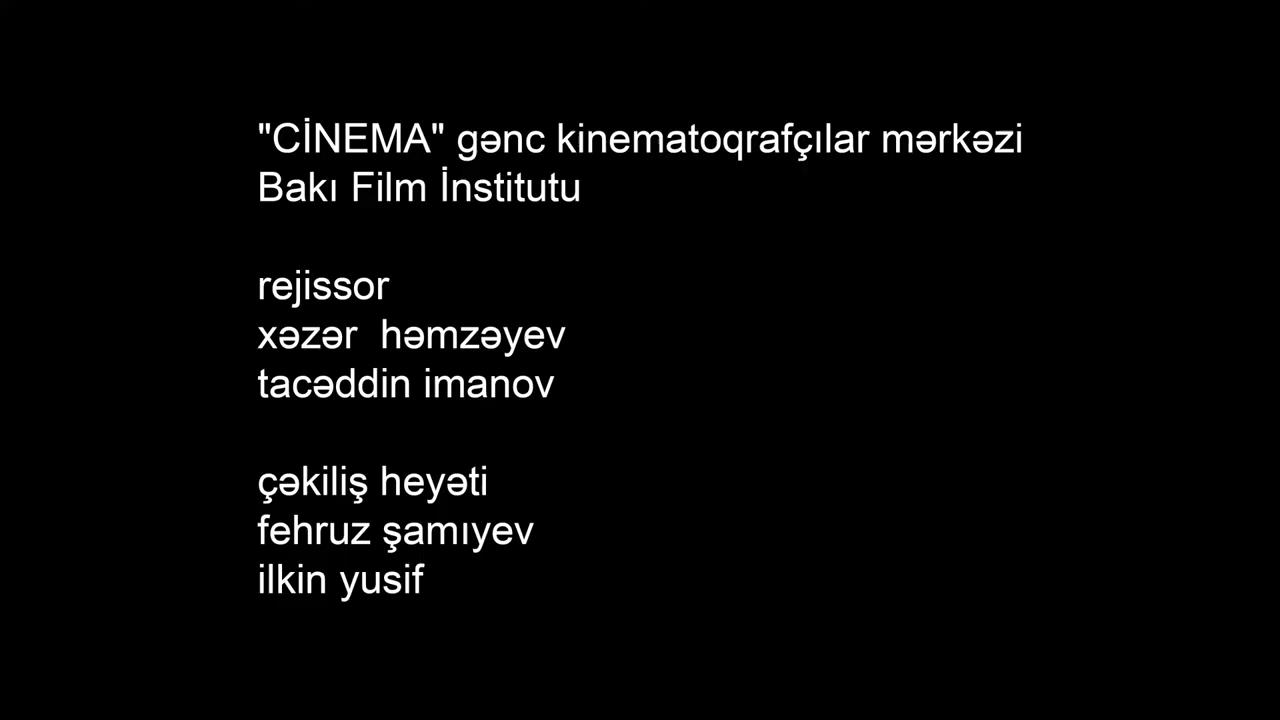 "CİNEMA" gənc kinematoqrafçılar mərkəzi
Bakı Film İnstitutu
rejissor
xəzər  həmzəyev
tacəddin imanov
çəkiliş heyəti
fehruz şamıyev
ilkin yusif